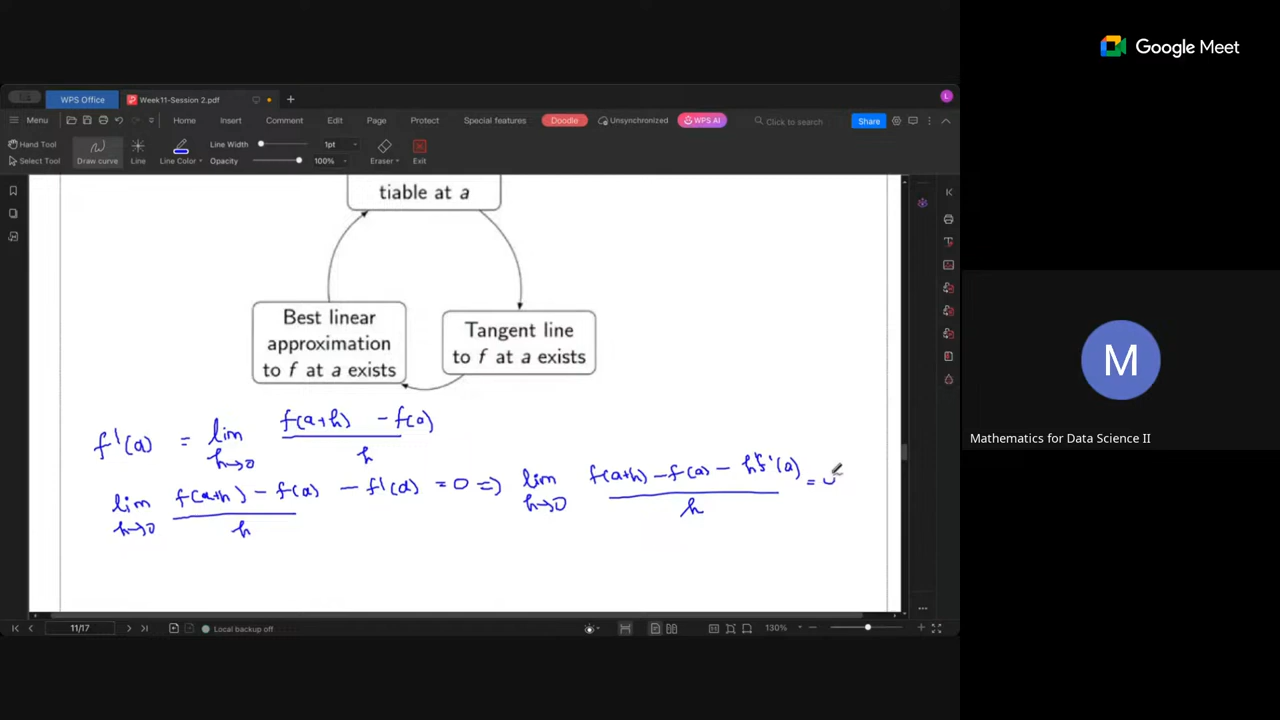 Google Meet
WPS Office
Week11-Session 2.pdf
L
Menu
Home
Insert
Comment
Edit
Page
Protect
Special features
Doodle
Unsynchronized
WPS AI
Click to search
Share
Hand Tool
Select Tool
Draw curve
Line
Line Color
Line Width
1pt
Opacity
100%
Eraser
Exit
tiable at a
Best linear
approximation
to f at a exists
Tangent line
to f at a exists
f'(a) = lim h→0 f(a+h) - f(a) / h
lim h→0 f(a+h) - f(a) / h - f'(a) = 0 => lim h→0 f(a+h) - f(a) - h f'(a) / h =
M
Mathematics for Data Science II
11/17
Local backup off
130%